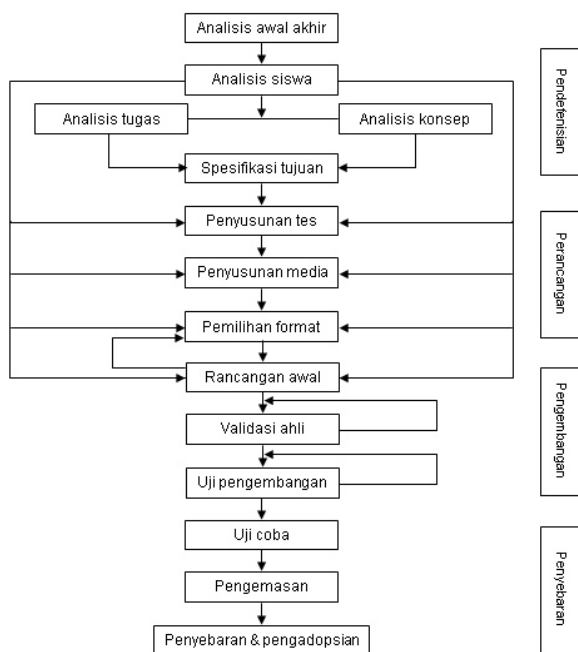 Analisis awal akhir
Analisis siswa
Analisis tugas
Analisis konsep
Spesifikasi tujuan
Penyusunan tes
Penyusunan media
Pemilihan format
Rancangan awal
Validasi ahli
Uji pengembangan
Uji coba
Pengemasan
Penyebaran & pengadopsian
Pendefenisian
Perancangan
Pengembangan
Penyebaran